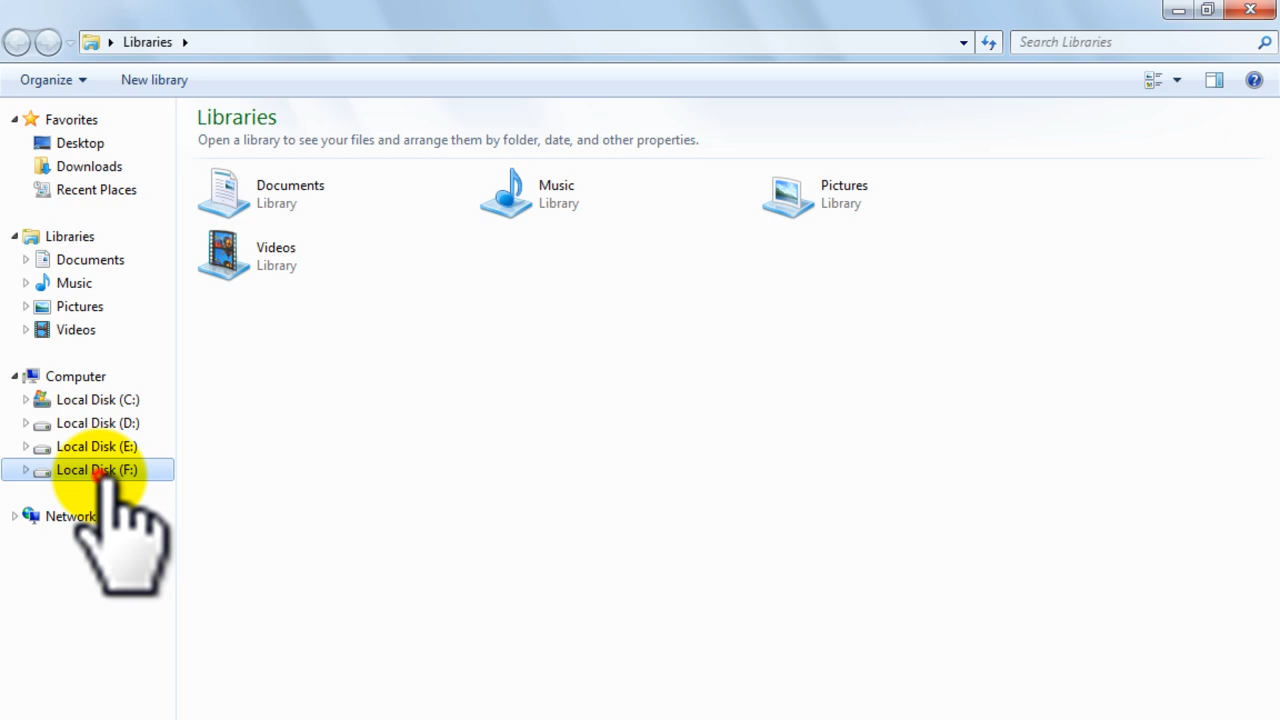 Libraries
Search Libraries
Organize
New library
Favorites
Desktop
Downloads
Recent Places
Libraries
Documents
Music
Pictures
Videos
Computer
Local Disk (C:)
Local Disk (D:)
Local Disk (E:)
Local Disk (F:)
Network
Libraries
Open a library to see your files and arrange them by folder, date, and other properties.
Documents
Library
Music
Library
Pictures
Library
Videos
Library